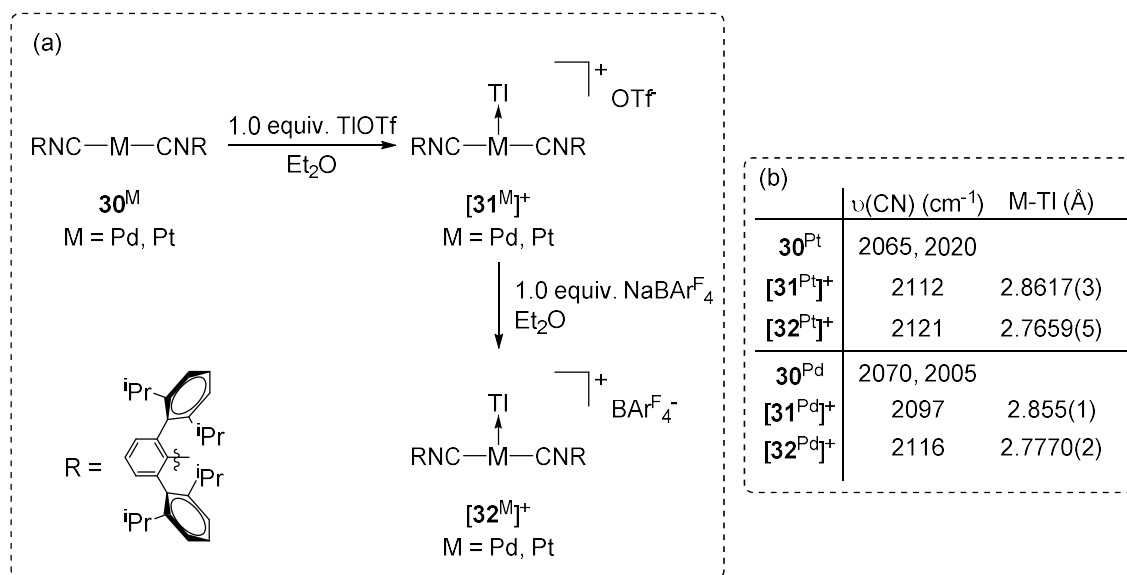 (a)
RNC—M—CNR
30ᴹ
M = Pd, Pt
1.0 equiv. TlOTf
Et₂O
Tl
+
OTf⁻
RNC—M—CNR
[31ᴹ]⁺
M = Pd, Pt
1.0 equiv. NaBArᶠ₄
Et₂O
Tl
+
BArᶠ₄⁻
RNC—M—CNR
[32ᴹ]⁺
M = Pd, Pt
R =
ⁱPr
ⁱPr
ⁱPr
ⁱPr
(b)
υ(CN) (cm⁻¹) M-Tl (Å)
30ᴾᵗ 2065, 2020
[31ᴾᵗ]⁺ 2112 2.8617(3)
[32ᴾᵗ]⁺ 2121 2.7659(5)
30ᴾᵈ 2070, 2005
[31ᴾᵈ]⁺ 2097 2.855(1)
[32ᴾᵈ]⁺ 2116 2.7770(2)